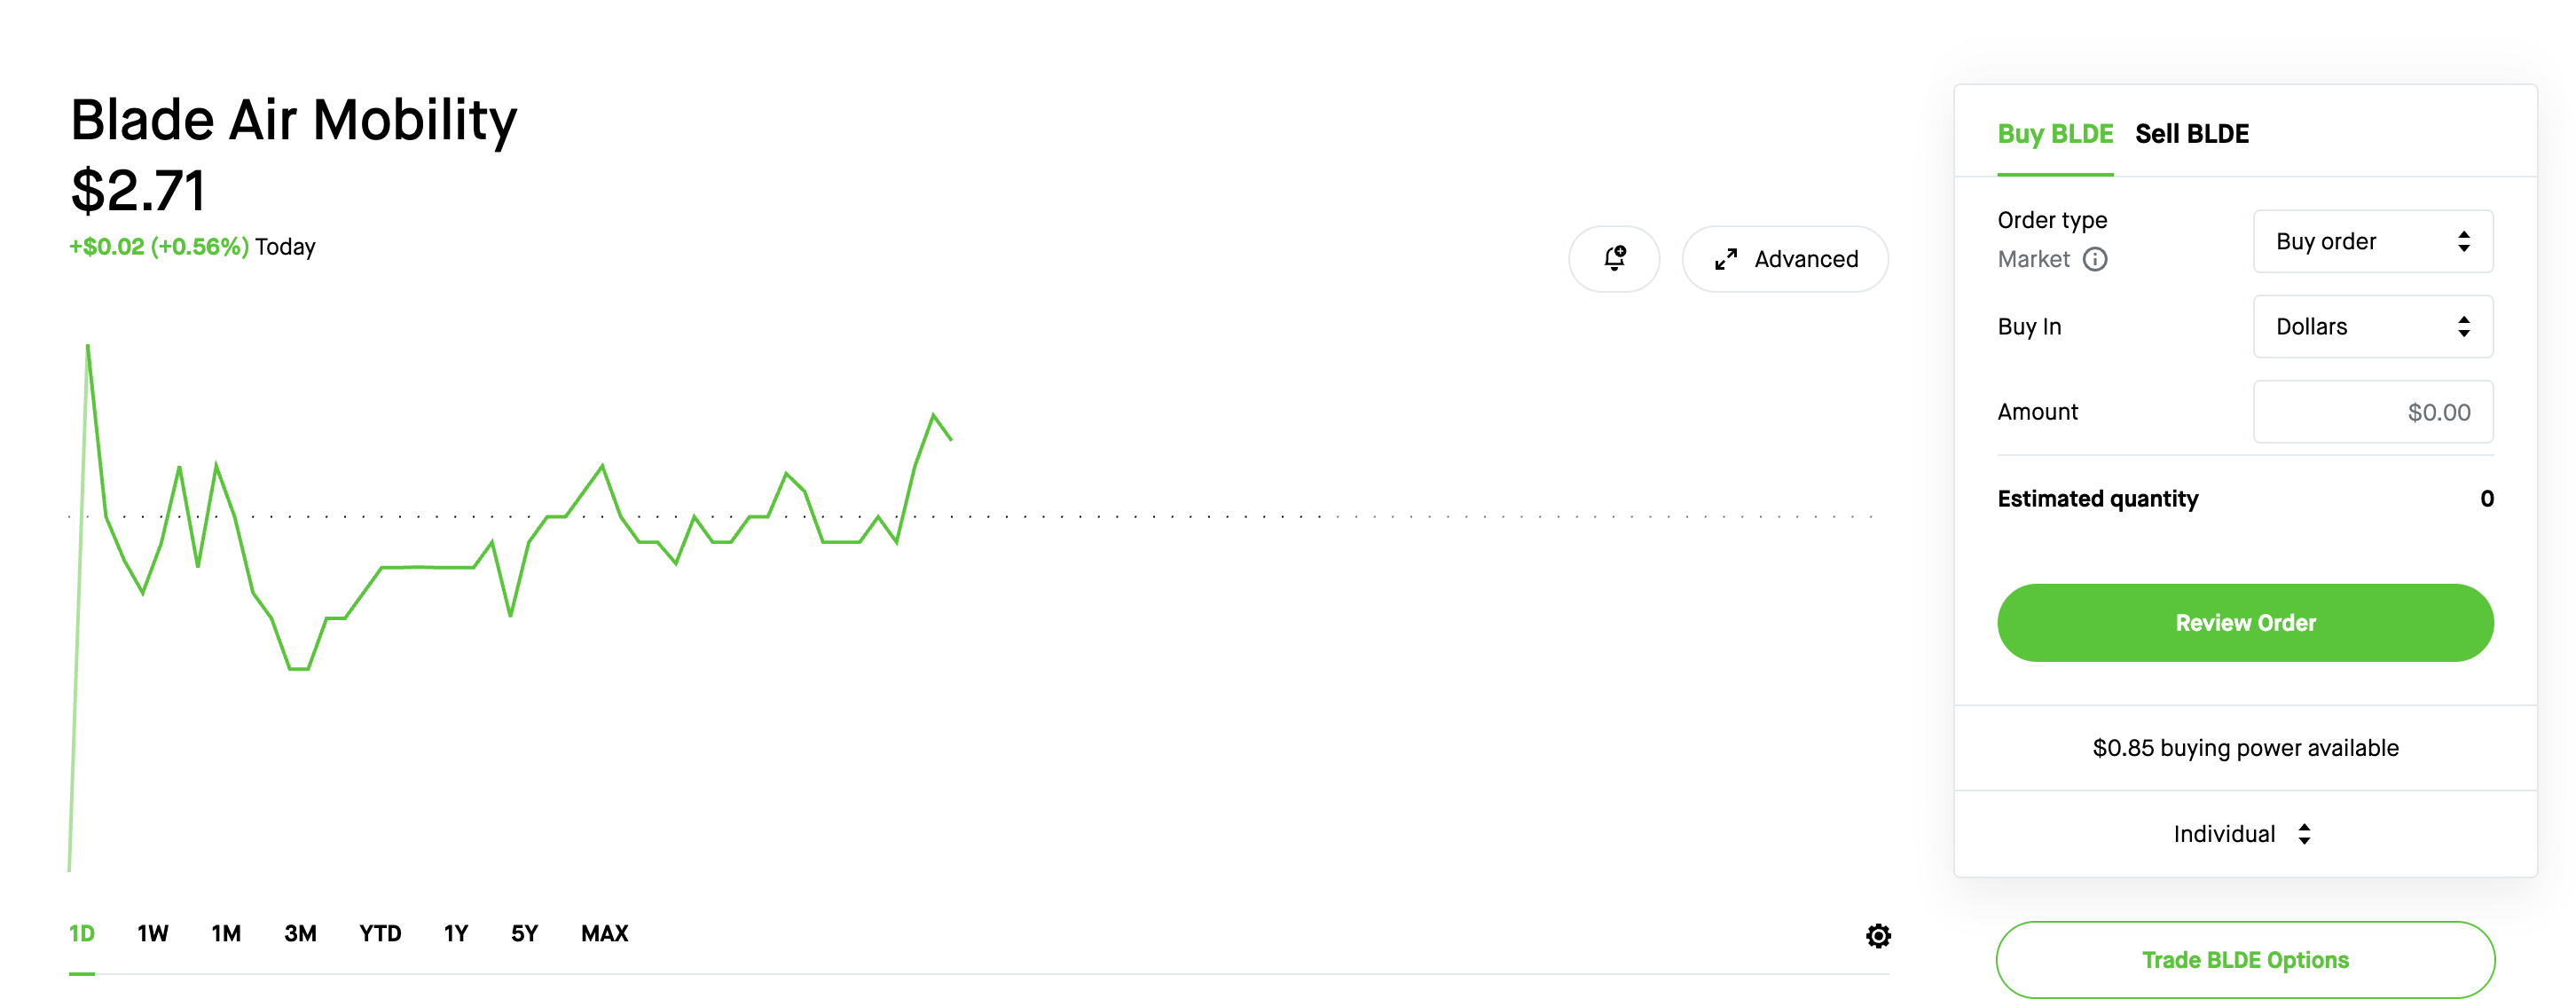 Blade Air Mobility
$2.71
+$0.02 (+0.56%) Today
Advanced
1D 1W 1M 3M YTD 1Y 5Y MAX
Buy BLDE Sell BLDE
Order type
Market
Buy order
Buy In
Dollars
Amount
$0.00
Estimated quantity
0
Review Order
$0.85 buying power available
Individual
Trade BLDE Options